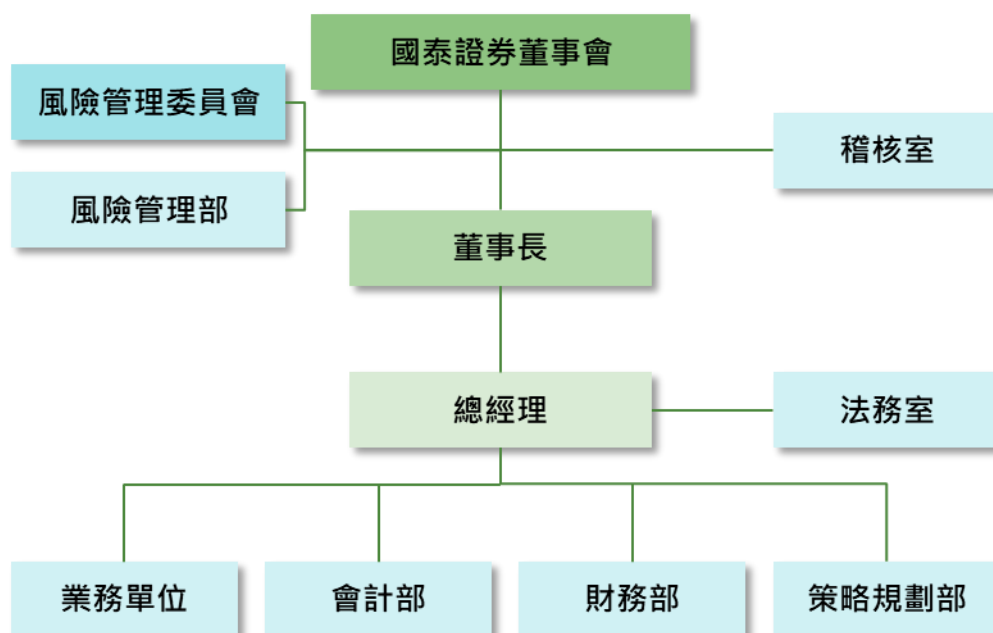 國泰證券董事會
風險管理委員會
稽核室
風險管理部
董事長
總經理
法務室
業務單位
會計部
財務部
策略規劃部